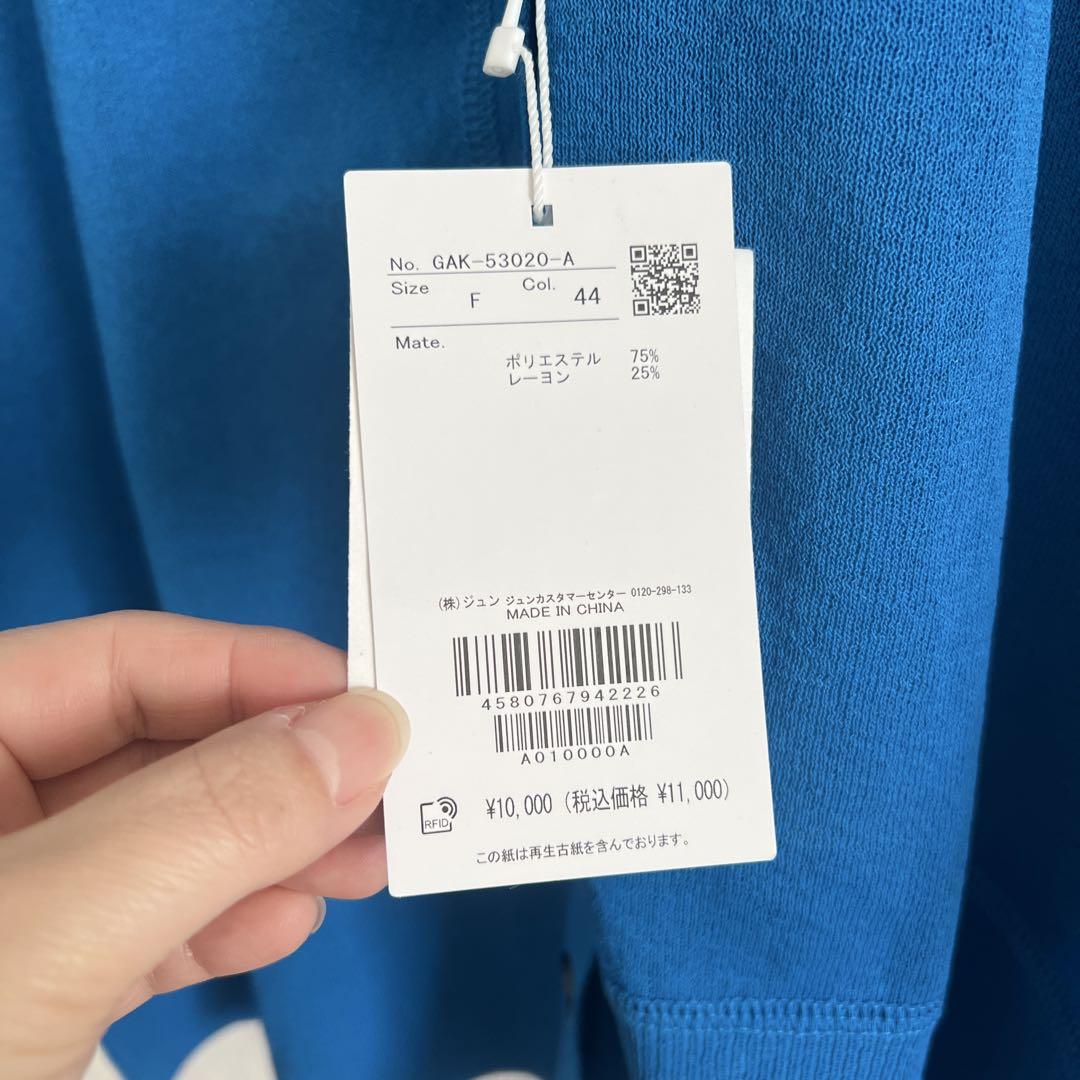 No. GAK-53020-A
Size F Col. 44
Mate.
ポリエステル 75%
レーヨン 25%
(株)ジュン ジュンカスタマーセンター 0120-298-133
MADE IN CHINA
4580767942226
A010000A
RFID ¥10,000 (税込価格 ¥11,000)
この紙は再生古紙を含んでおります。